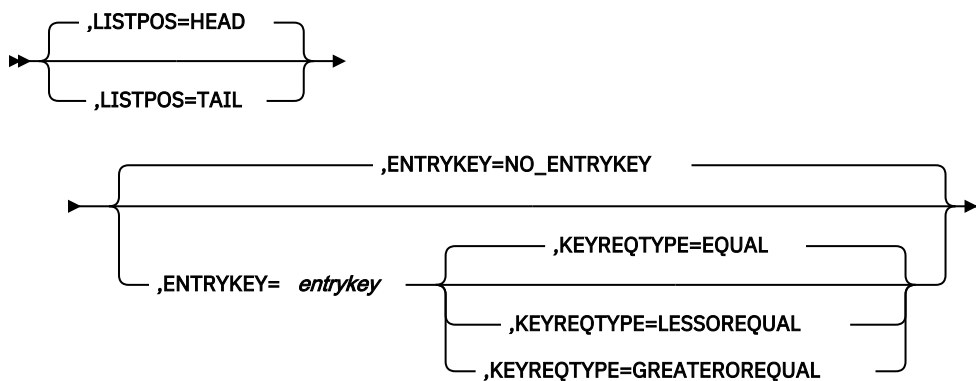 ,LISTPOS=HEAD
,LISTPOS=TAIL
,ENTRYKEY=NO_ENTRYKEY
,KEYREQTYPE=EQUAL
,ENTRYKEY= entrykey
,KEYREQTYPE=LESSOREQUAL
,KEYREQTYPE=GREATEROREQUAL